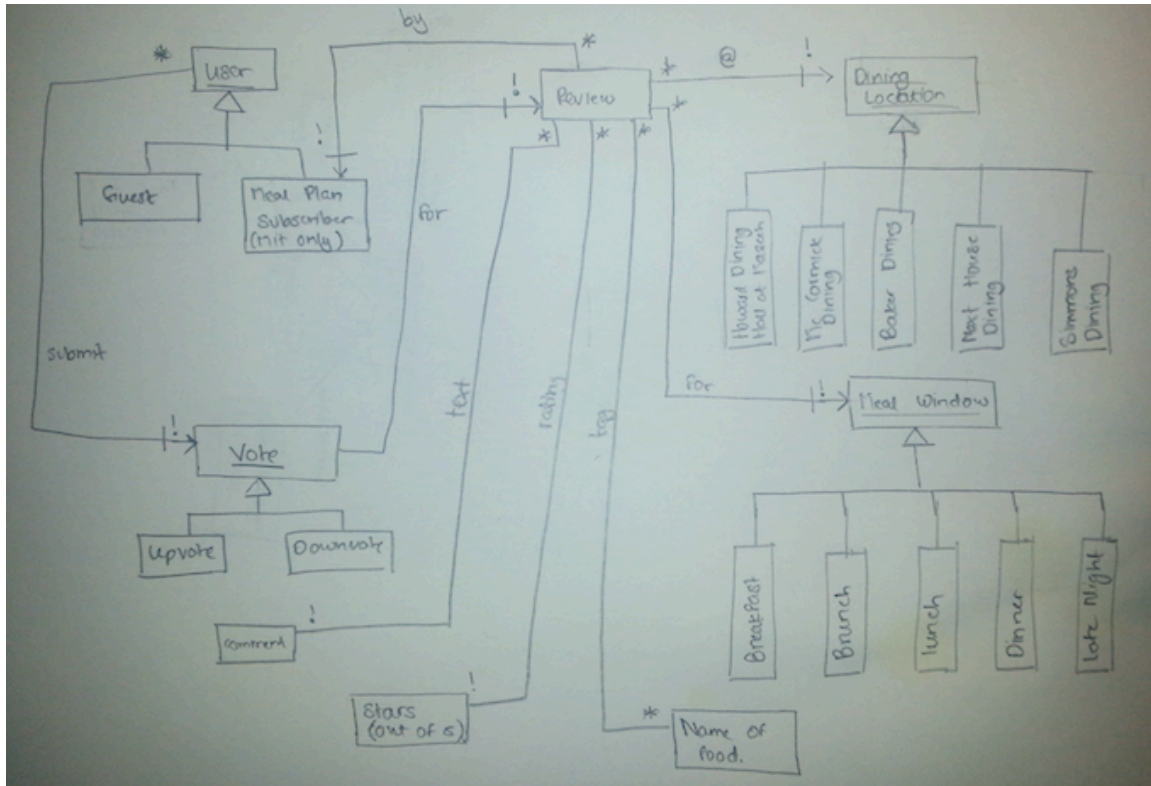 by
*
*
user
*
@
!
!
Review
*
Dining
Location
*
!
Guest
Meal Plan
Subscriber
(MIT only)
*
*
*
for
Howard Dining
Hall at Maseeh
Mc Cormick
Dining
Baker Dining
Next House
Dining
Simmons
Dining
submit
text
rating
tag
for
!
Meal Window
!
Vote
Upvote
Downvote
Breakfast
Brunch
lunch
Dinner
Late Night
!
comment
!
Stars
(out of 5)
*
Name of
food.